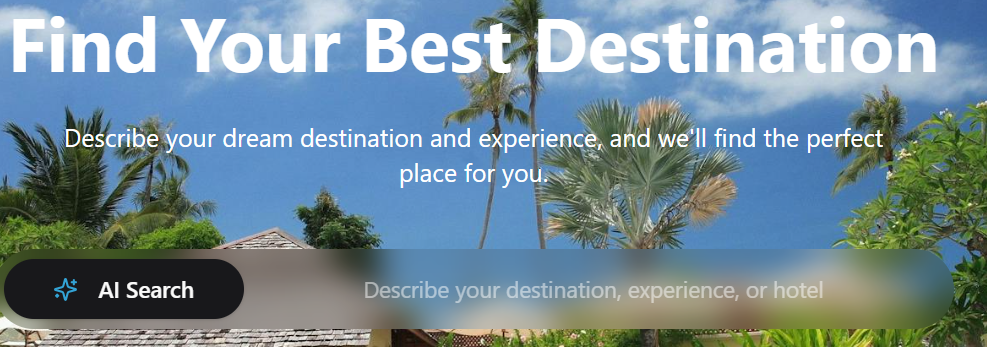 Find Your Best Destination
Describe your dream destination and experience, and we'll find the perfect
place for you.
AI Search
Describe your destination, experience, or hotel